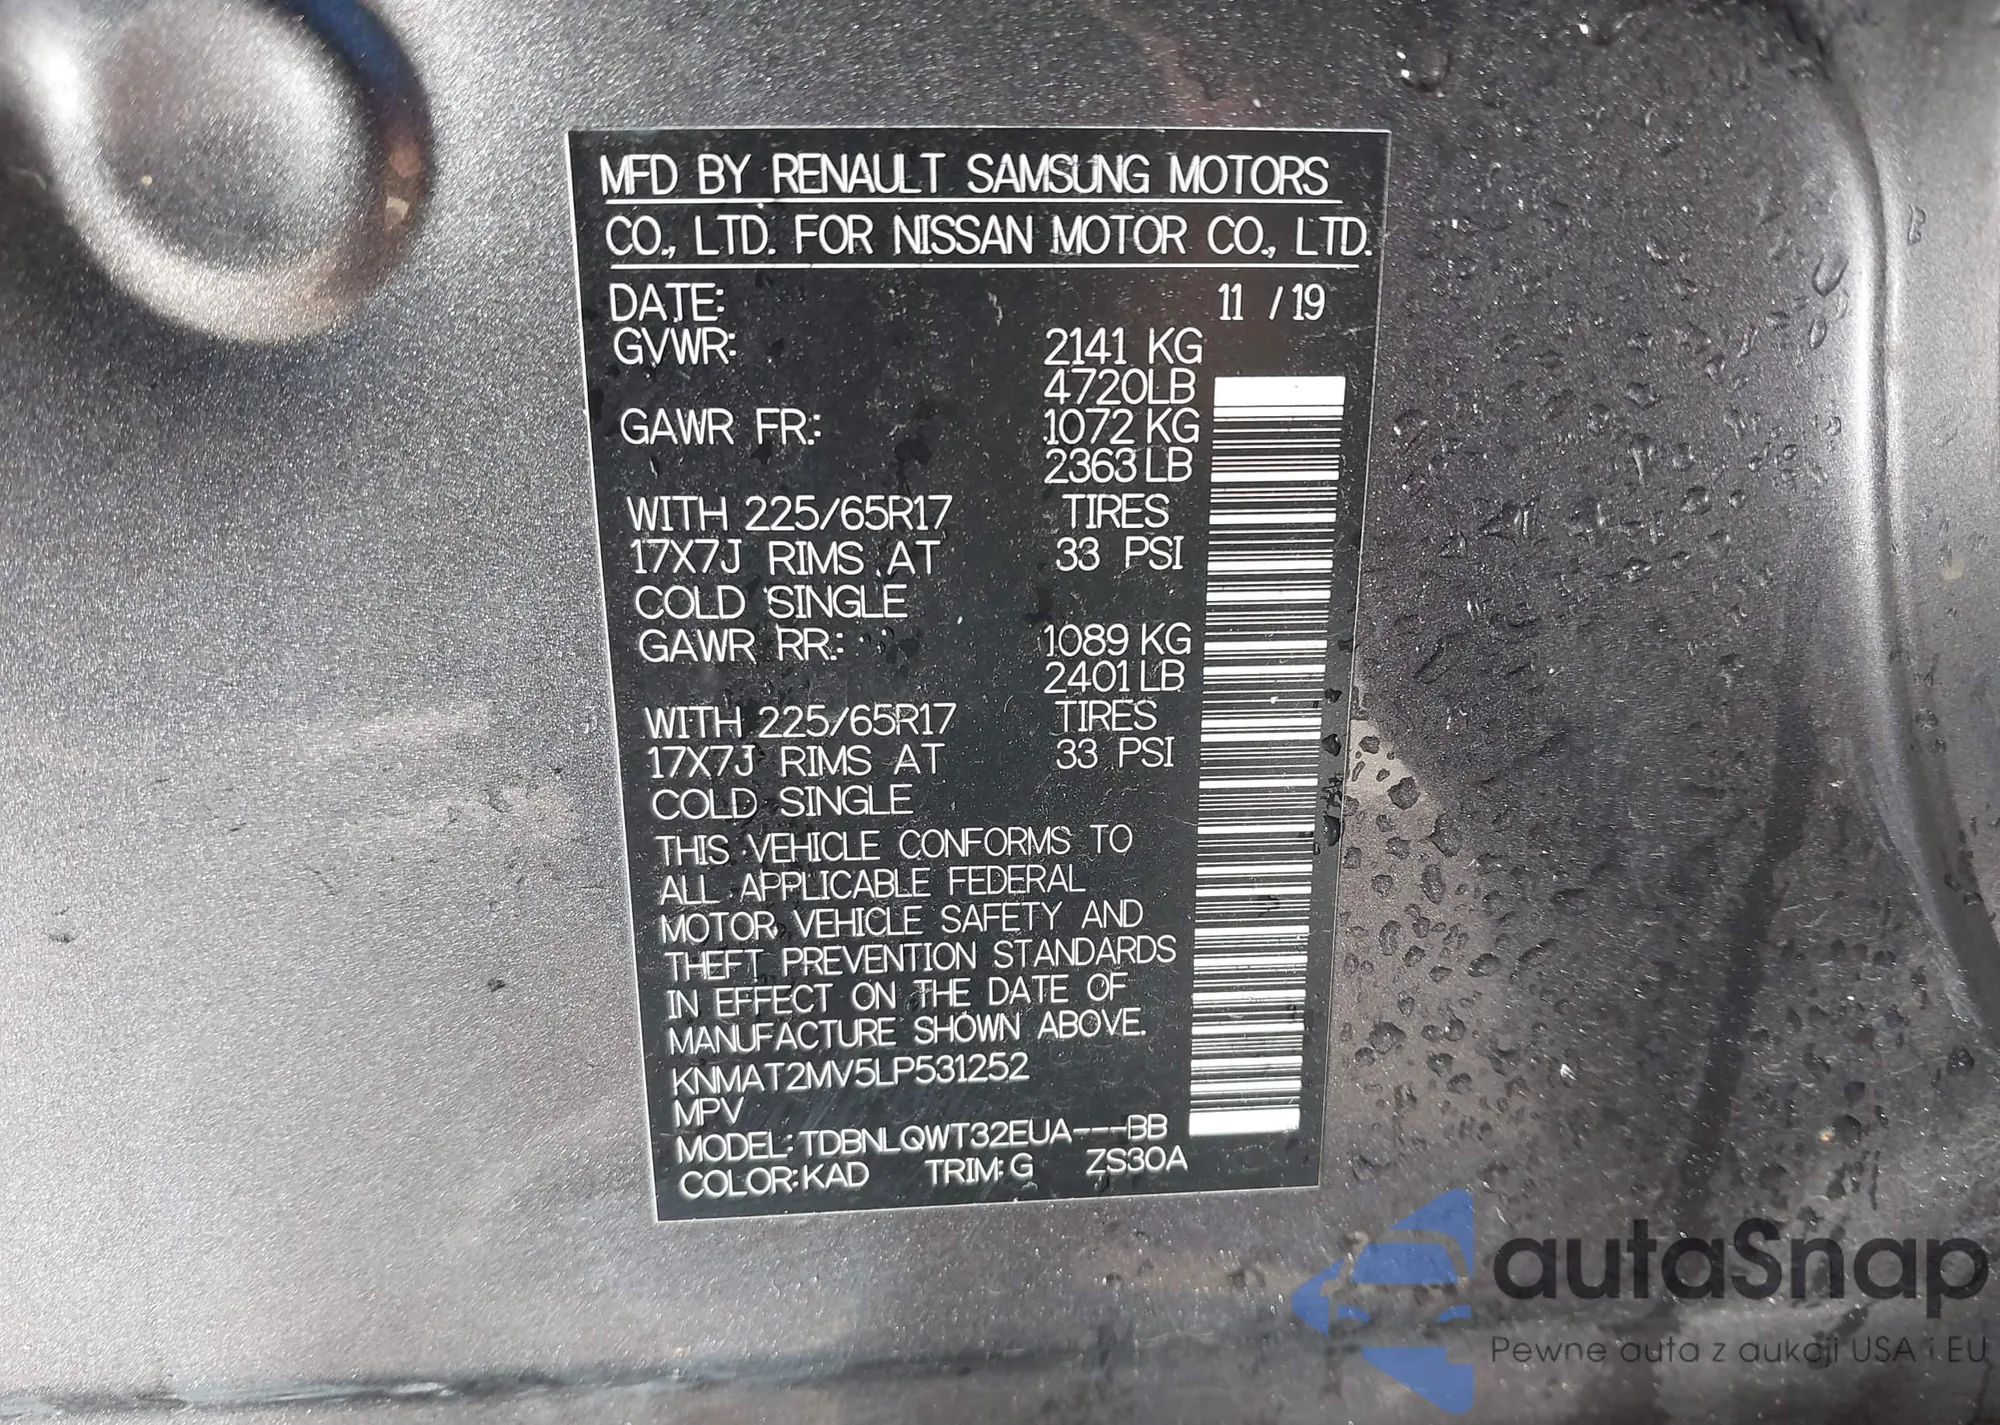 MFD BY RENAULT SAMSUNG MOTORS
CO., LTD. FOR NISSAN MOTOR CO., LTD.
DATE: 11 / 19
GVWR: 2141 KG
4720LB
GAWR FR.: 1072 KG
2363 LB
WITH 225/65R17 TIRES
17X7J RIMS AT 33 PSI
COLD SINGLE
GAWR RR.: 1089 KG
2401 LB
WITH 225/65R17 TIRES
17X7J RIMS AT 33 PSI
COLD SINGLE
THIS VEHICLE CONFORMS TO
ALL APPLICABLE FEDERAL
MOTOR VEHICLE SAFETY AND
THEFT PREVENTION STANDARDS
IN EFFECT ON THE DATE OF
MANUFACTURE SHOWN ABOVE.
KNMAT2MV5LP531252
MPV
MODEL: TDBNLQWT32EUA---BB
COLOR: KAD TRIM: G ZS30A
autaSnap
Pewne auta z aukcji USA i EU